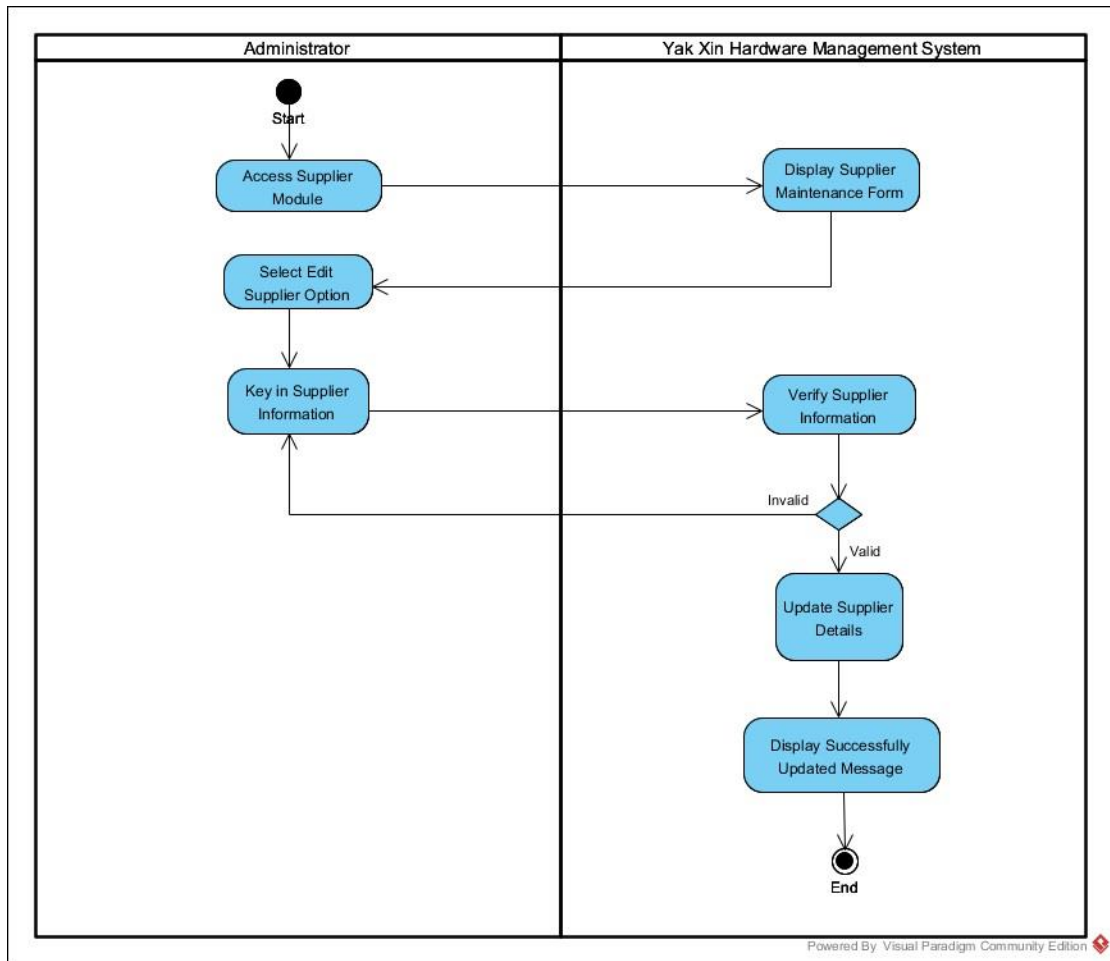 Administrator
Yak Xin Hardware Management System
Start
Access Supplier
Module
Display Supplier
Maintenance Form
Select Edit
Supplier Option
Key in Supplier
Information
Verify Supplier
Information
Invalid
Valid
Update Supplier
Details
Display Successfully
Updated Message
End
Powered By Visual Paradigm Community Edition